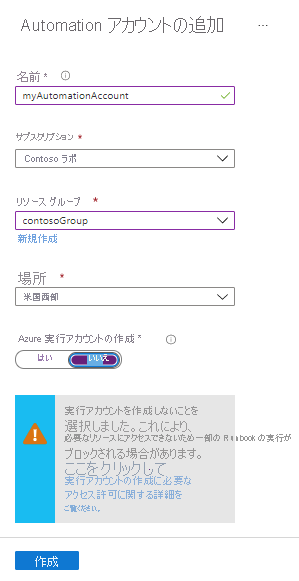 Automation アカウントの追加 …
名前 *
myAutomationAccount
サブスクリプション *
Contoso ラボ
リソース グループ *
contosoGroup
新規作成
場所 *
米国西部
Azure 実行アカウントの作成 *
はい いいえ
実行アカウントを作成しないことを
選択しました。これにより、
必要なリソースにアクセスできないため一部の Runbook の実行が
ブロックされる場合があります。
ここをクリックして
実行アカウントの作成に必要な
アクセス許可に関する詳細を
ご覧ください。
作成